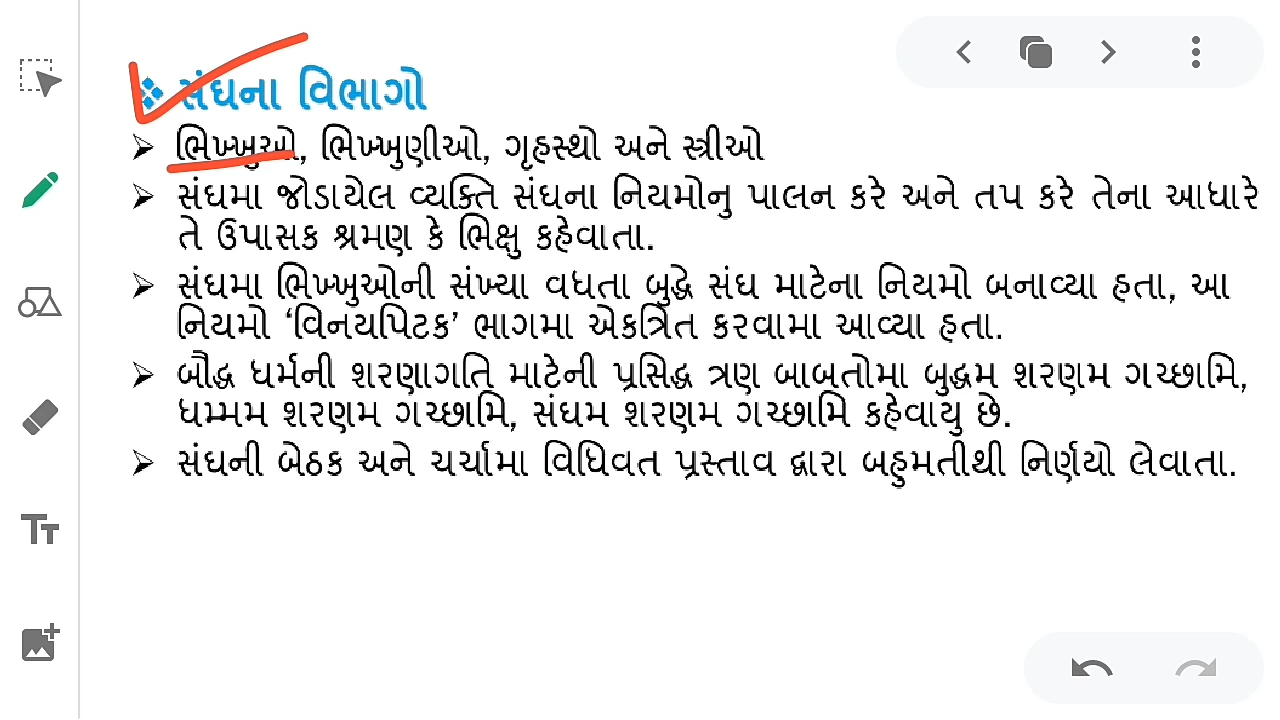 ❖ સંઘના વિભાગો
➢ ભિખ્ખુઓ, ભિખ્ખુણીઓ, ગૃહસ્થો અને સ્ત્રીઓ
➢ સંઘમા જોડાયેલ વ્યક્તિ સંઘના નિયમોનુ પાલન કરે અને તપ કરે તેના આધારે
તે ઉપાસક શ્રમણ કે ભિક્ષુ કહેવાતા.
➢ સંઘમા ભિખ્ખુઓની સંખ્યા વધતા બુદ્ધે સંઘ માટેના નિયમો બનાવ્યા હતા, આ
નિયમો ‘વિનયપિટક’ ભાગમા એકત્રિત કરવામા આવ્યા હતા.
➢ બૌદ્ધ ધર્મની શરણાગતિ માટેની પ્રસિદ્ધ ત્રણ બાબતોમા બુદ્ધમ શરણમ ગચ્છામિ,
ધમ્મમ શરણમ ગચ્છામિ, સંઘમ શરણમ ગચ્છામિ કહેવાયુ છે.
➢ સંઘની બેઠક અને ચર્ચામા વિધિવત પ્રસ્તાવ દ્વારા બહુમતીથી નિર્ણયો લેવાતા.